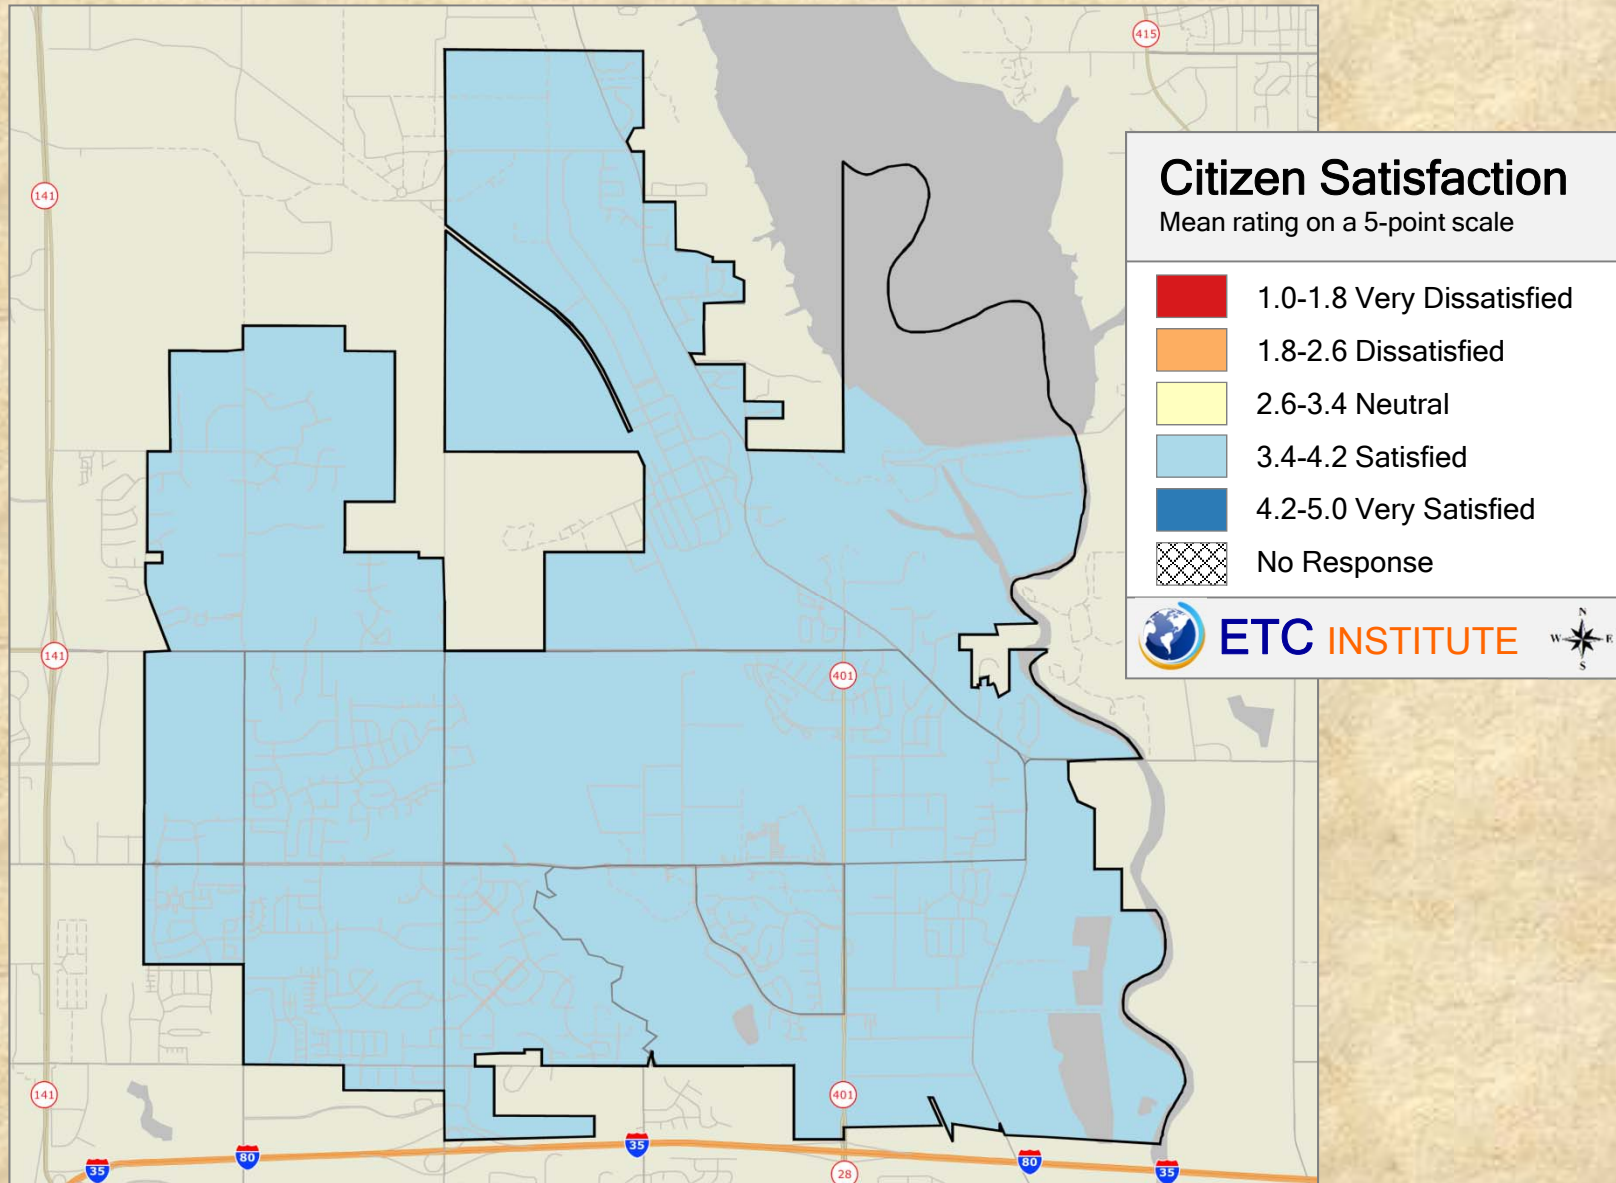 415
141
Citizen Satisfaction
Mean rating on a 5-point scale
1.0-1.8 Very Dissatisfied
1.8-2.6 Dissatisfied
2.6-3.4 Neutral
3.4-4.2 Satisfied
4.2-5.0 Very Satisfied
No Response
ETC INSTITUTE
N
W E
S
141
401
141
401
35
80
35
80
35
28